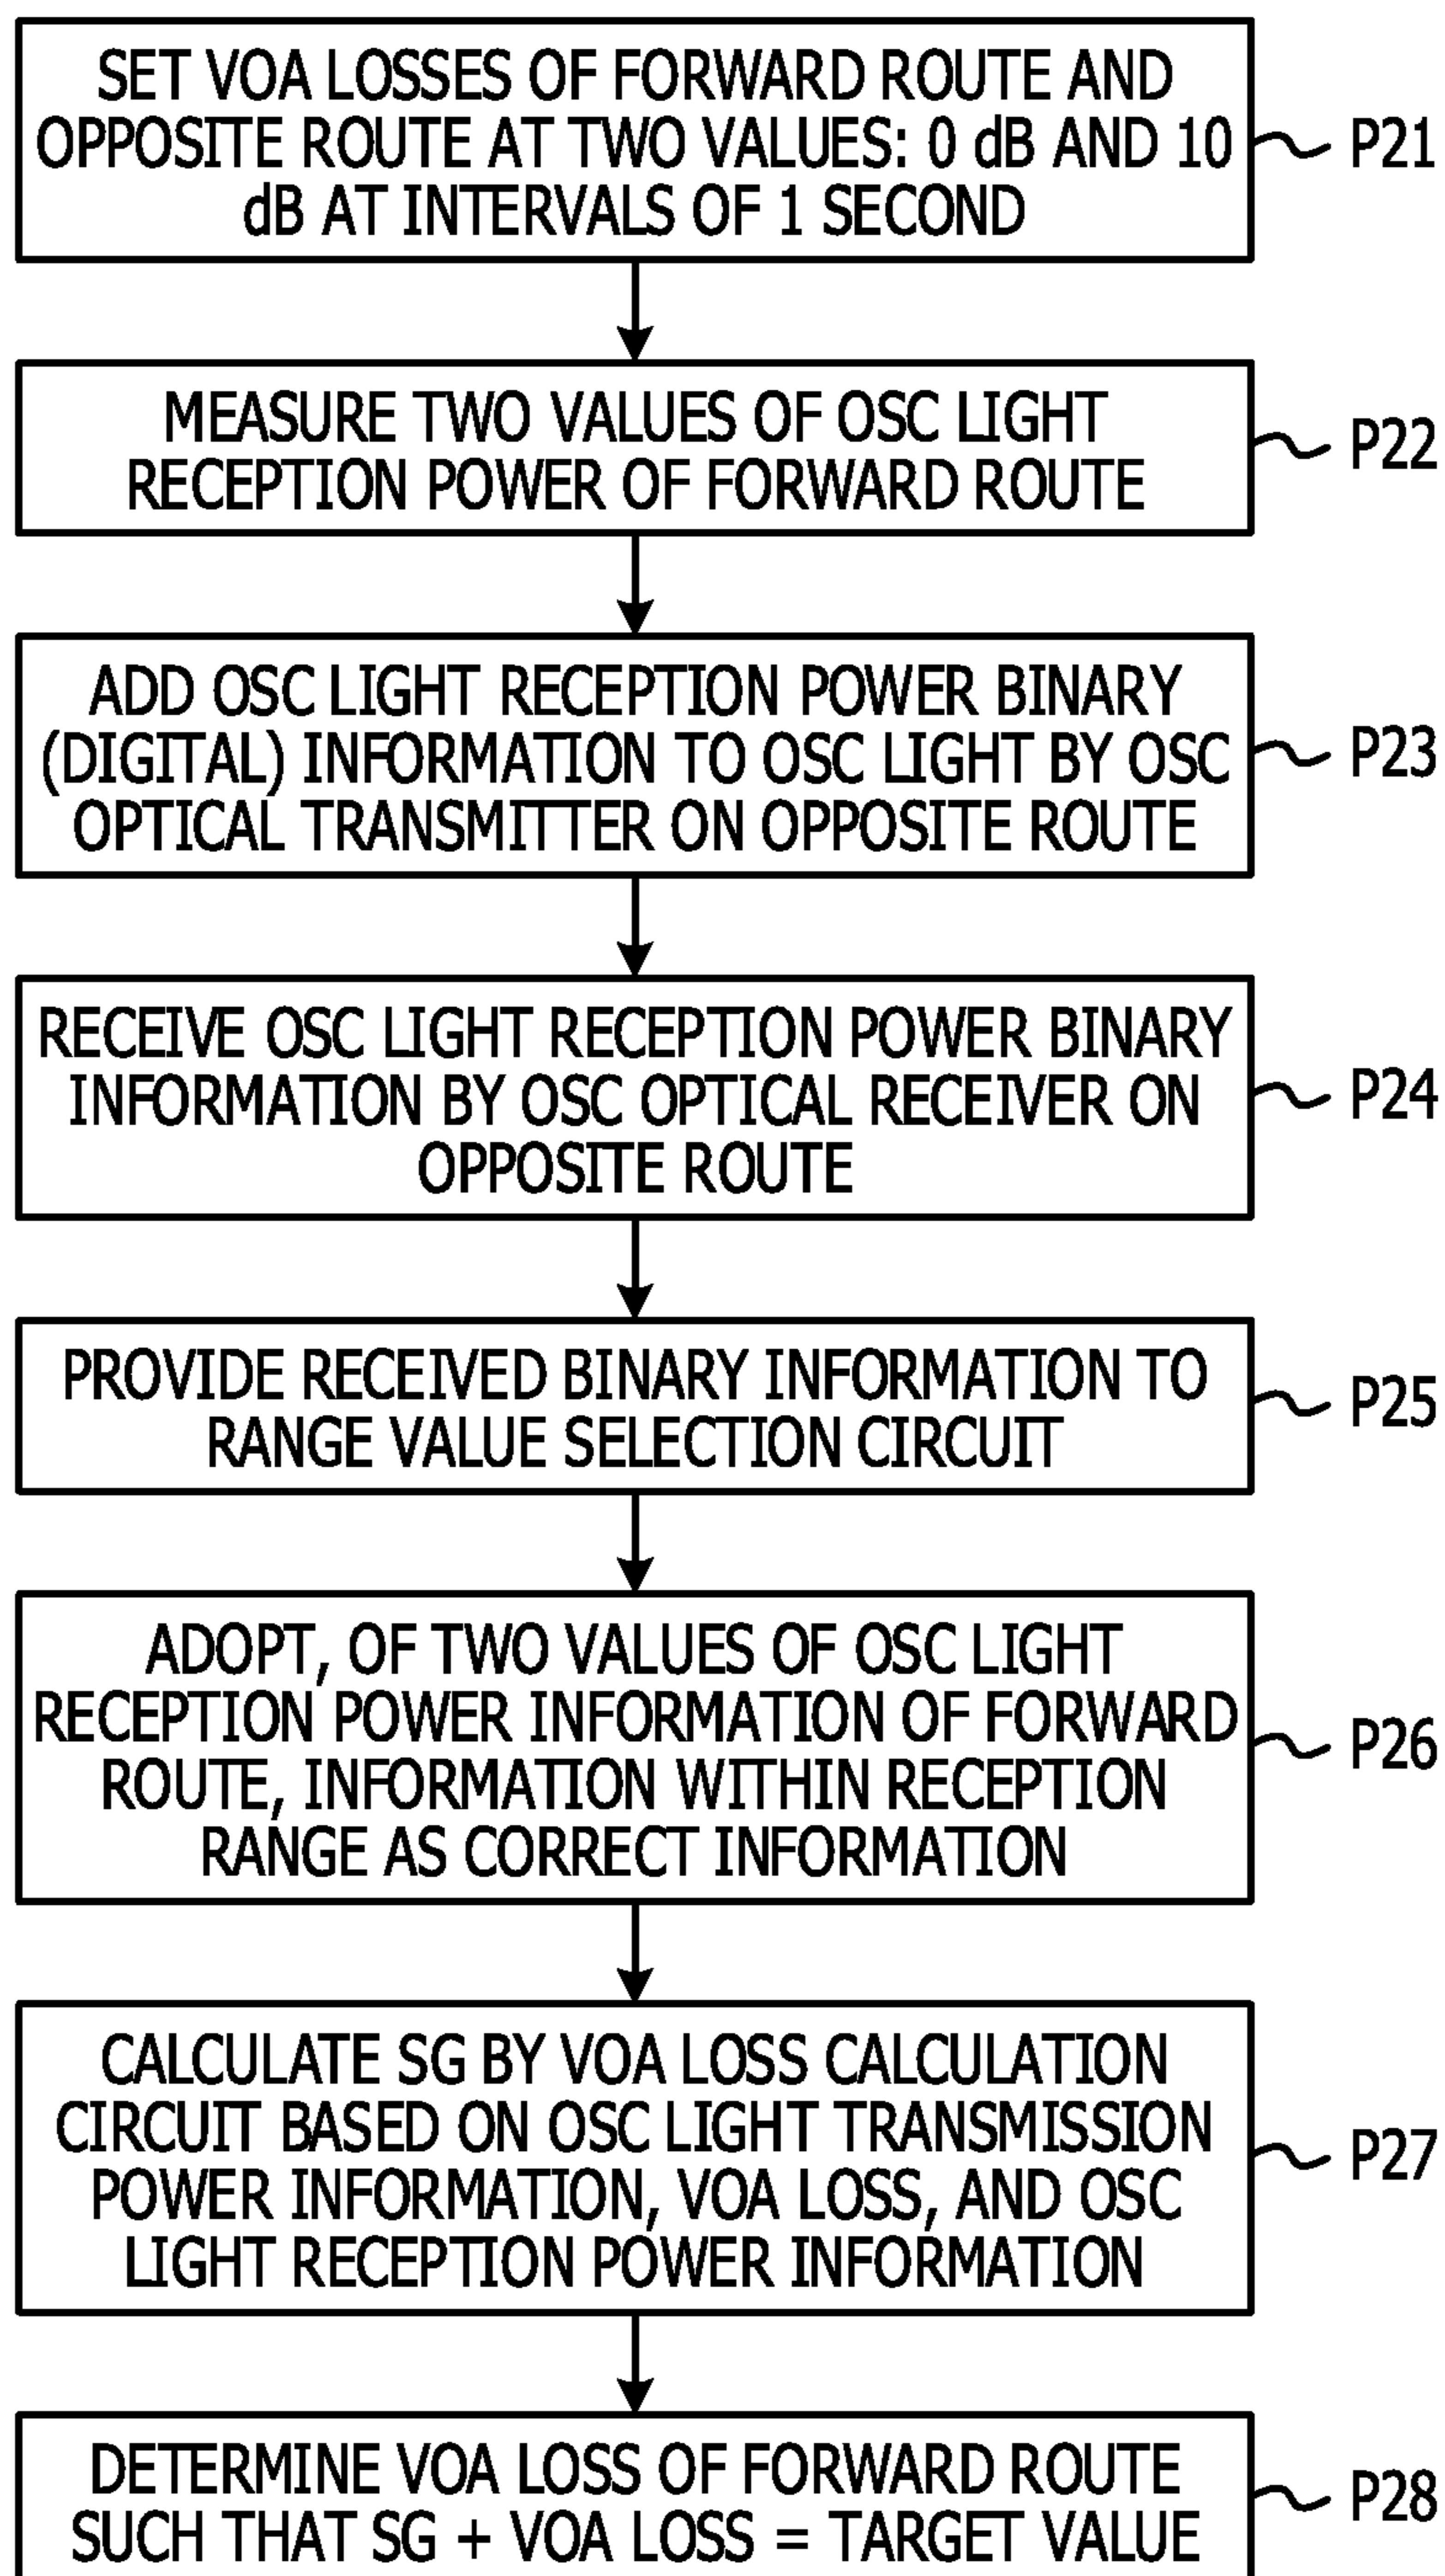 SET VOA LOSSES OF FORWARD ROUTE AND
OPPOSITE ROUTE AT TWO VALUES: 0 dB AND 10
dB AT INTERVALS OF 1 SECOND
P21
MEASURE TWO VALUES OF OSC LIGHT
RECEPTION POWER OF FORWARD ROUTE
P22
ADD OSC LIGHT RECEPTION POWER BINARY
(DIGITAL) INFORMATION TO OSC LIGHT BY OSC
OPTICAL TRANSMITTER ON OPPOSITE ROUTE
P23
RECEIVE OSC LIGHT RECEPTION POWER BINARY
INFORMATION BY OSC OPTICAL RECEIVER ON
OPPOSITE ROUTE
P24
PROVIDE RECEIVED BINARY INFORMATION TO
RANGE VALUE SELECTION CIRCUIT
P25
ADOPT, OF TWO VALUES OF OSC LIGHT
RECEPTION POWER INFORMATION OF FORWARD
ROUTE, INFORMATION WITHIN RECEPTION
RANGE AS CORRECT INFORMATION
P26
CALCULATE SG BY VOA LOSS CALCULATION
CIRCUIT BASED ON OSC LIGHT TRANSMISSION
POWER INFORMATION, VOA LOSS, AND OSC
LIGHT RECEPTION POWER INFORMATION
P27
DETERMINE VOA LOSS OF FORWARD ROUTE
SUCH THAT SG + VOA LOSS = TARGET VALUE
P28